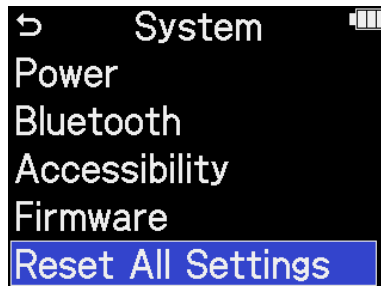 System
Power
Bluetooth
Accessibility
Firmware
Reset All Settings